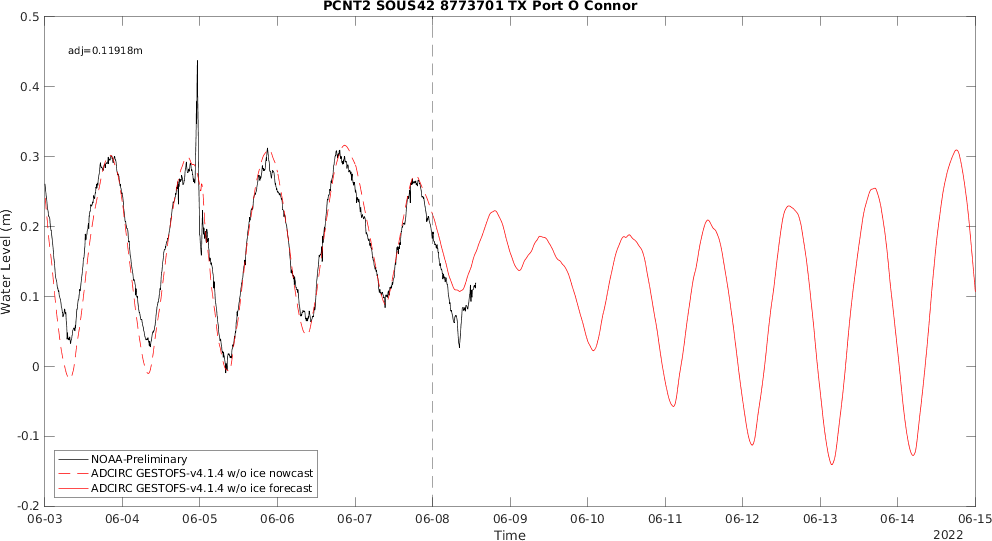 PCNT2 SOUS42 8773701 TX Port O Connor
adj=0.11918m
0.5
0.4
0.3
0.2
0.1
0
-0.1
-0.2
Water Level (m)
NOAA-Preliminary
ADCIRC GESTOFS-v4.1.4 w/o ice nowcast
ADCIRC GESTOFS-v4.1.4 w/o ice forecast
06-03 06-04 06-05 06-06 06-07 06-08 06-09 06-10 06-11 06-12 06-13 06-14 06-15
Time
2022